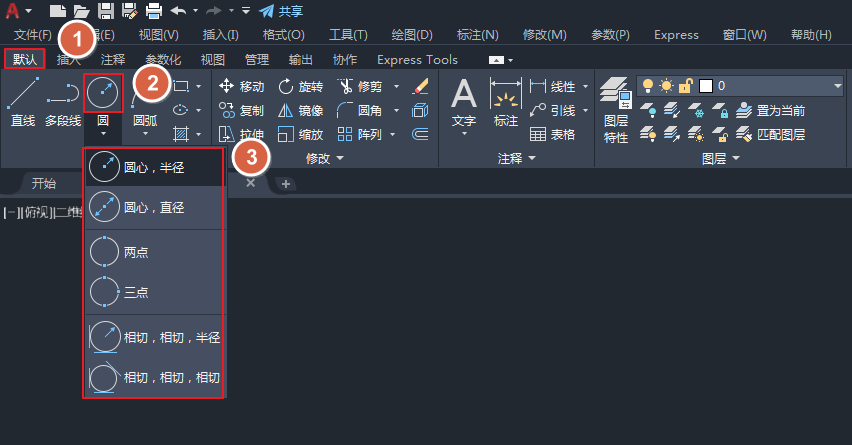 A 共享
文件(F) (E) 视图(V) 插入(I) 格式(O) 工具(T) 绘图(D) 标注(N) 修改(M) 参数(P) Express 窗口(W) 帮助(H)
1
默认 插入 注释 参数化 视图 管理 输出 协作 Express Tools
2
移动 旋转 修剪 线性 0
复制 镜像 圆角 引线 置为当前
直线 多段线 圆 圆弧 拉伸 缩放 阵列 文字 标注 表格 图层 特性 匹配图层
修改 注释 图层
3
开始
[−][俯视][二维
圆心，半径
圆心，直径
两点
三点
相切，相切，半径
相切，相切，相切